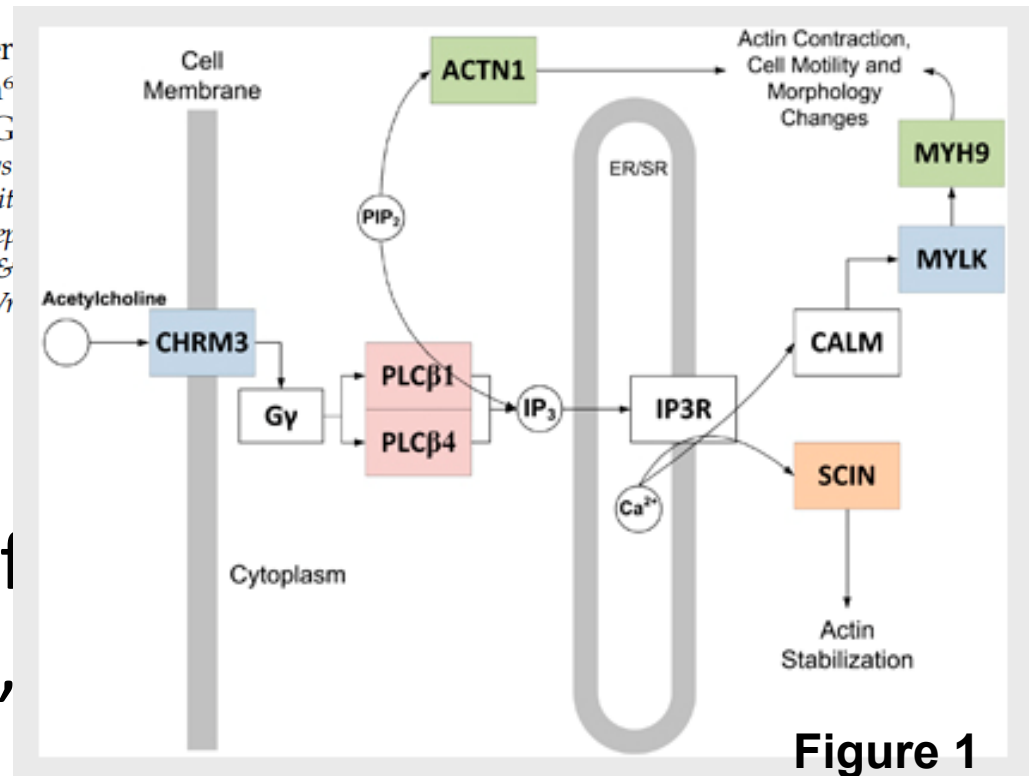 Cell
Membrane
ACTN1
Actin Contraction,
Cell Motility and
Morphology
Changes
MYH9
ER/SR
PIP₂
MYLK
Acetylcholine
CHRM3
CALM
PLCβ1
Gγ
IP₃
IP3R
PLCβ4
SCIN
Ca²⁺
Cytoplasm
Actin
Stabilization
Figure 1